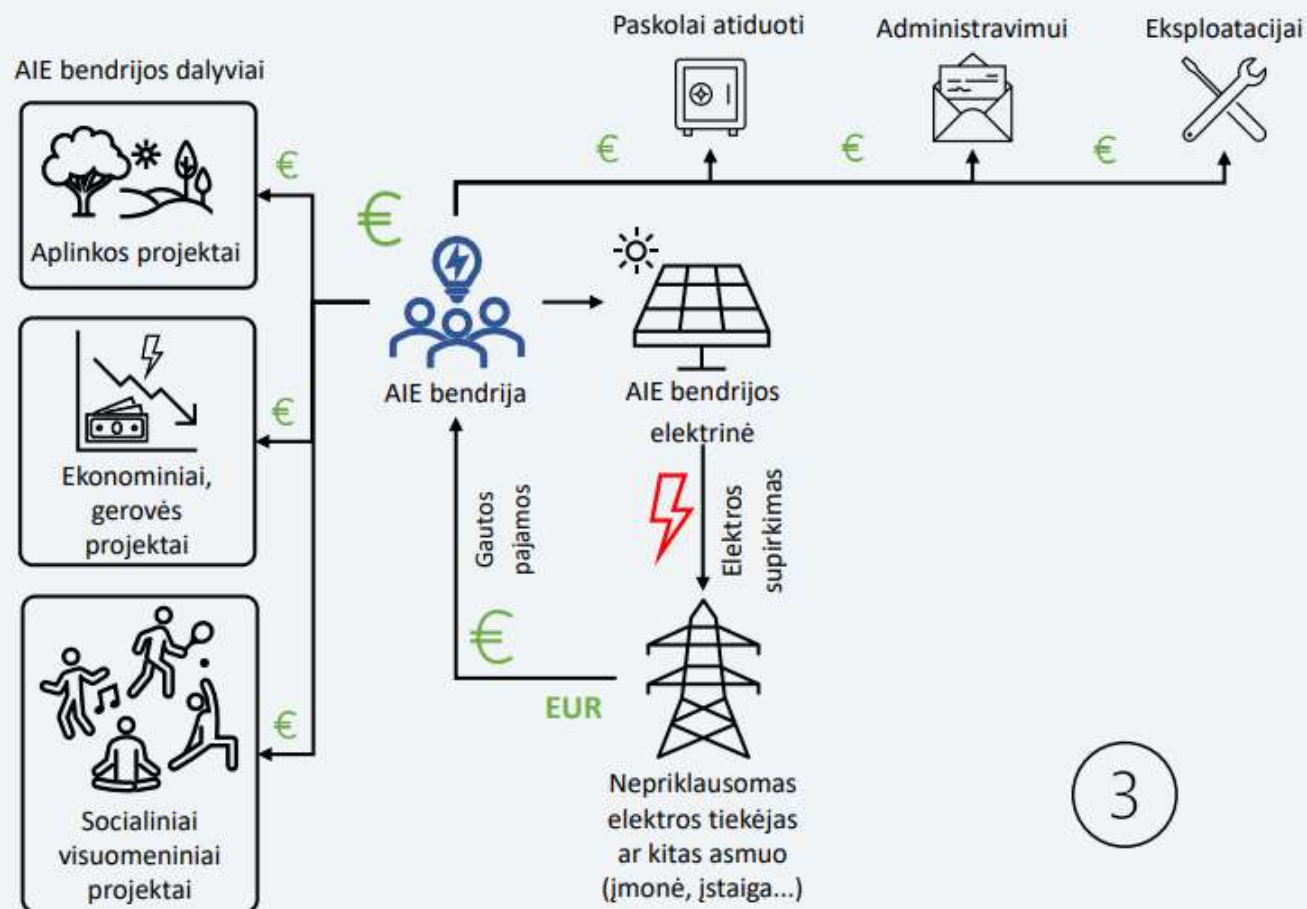 Paskolai atiduoti
Administravimui
Eksploatacijai
AIE bendrijos dalyviai
€
€
€
€
€
Aplinkos projektai
AIE bendrija
AIE bendrijos
elektrinė
€
Ekonominiai,
gerovės
projektai
Gautos
pajamos
Elektros
supirkimas
€
EUR
€
Socialiniai
visuomeniniai
projektai
Nepriklausomas
elektros tiekėjas
ar kitas asmuo
(įmonė, įstaiga...)
3